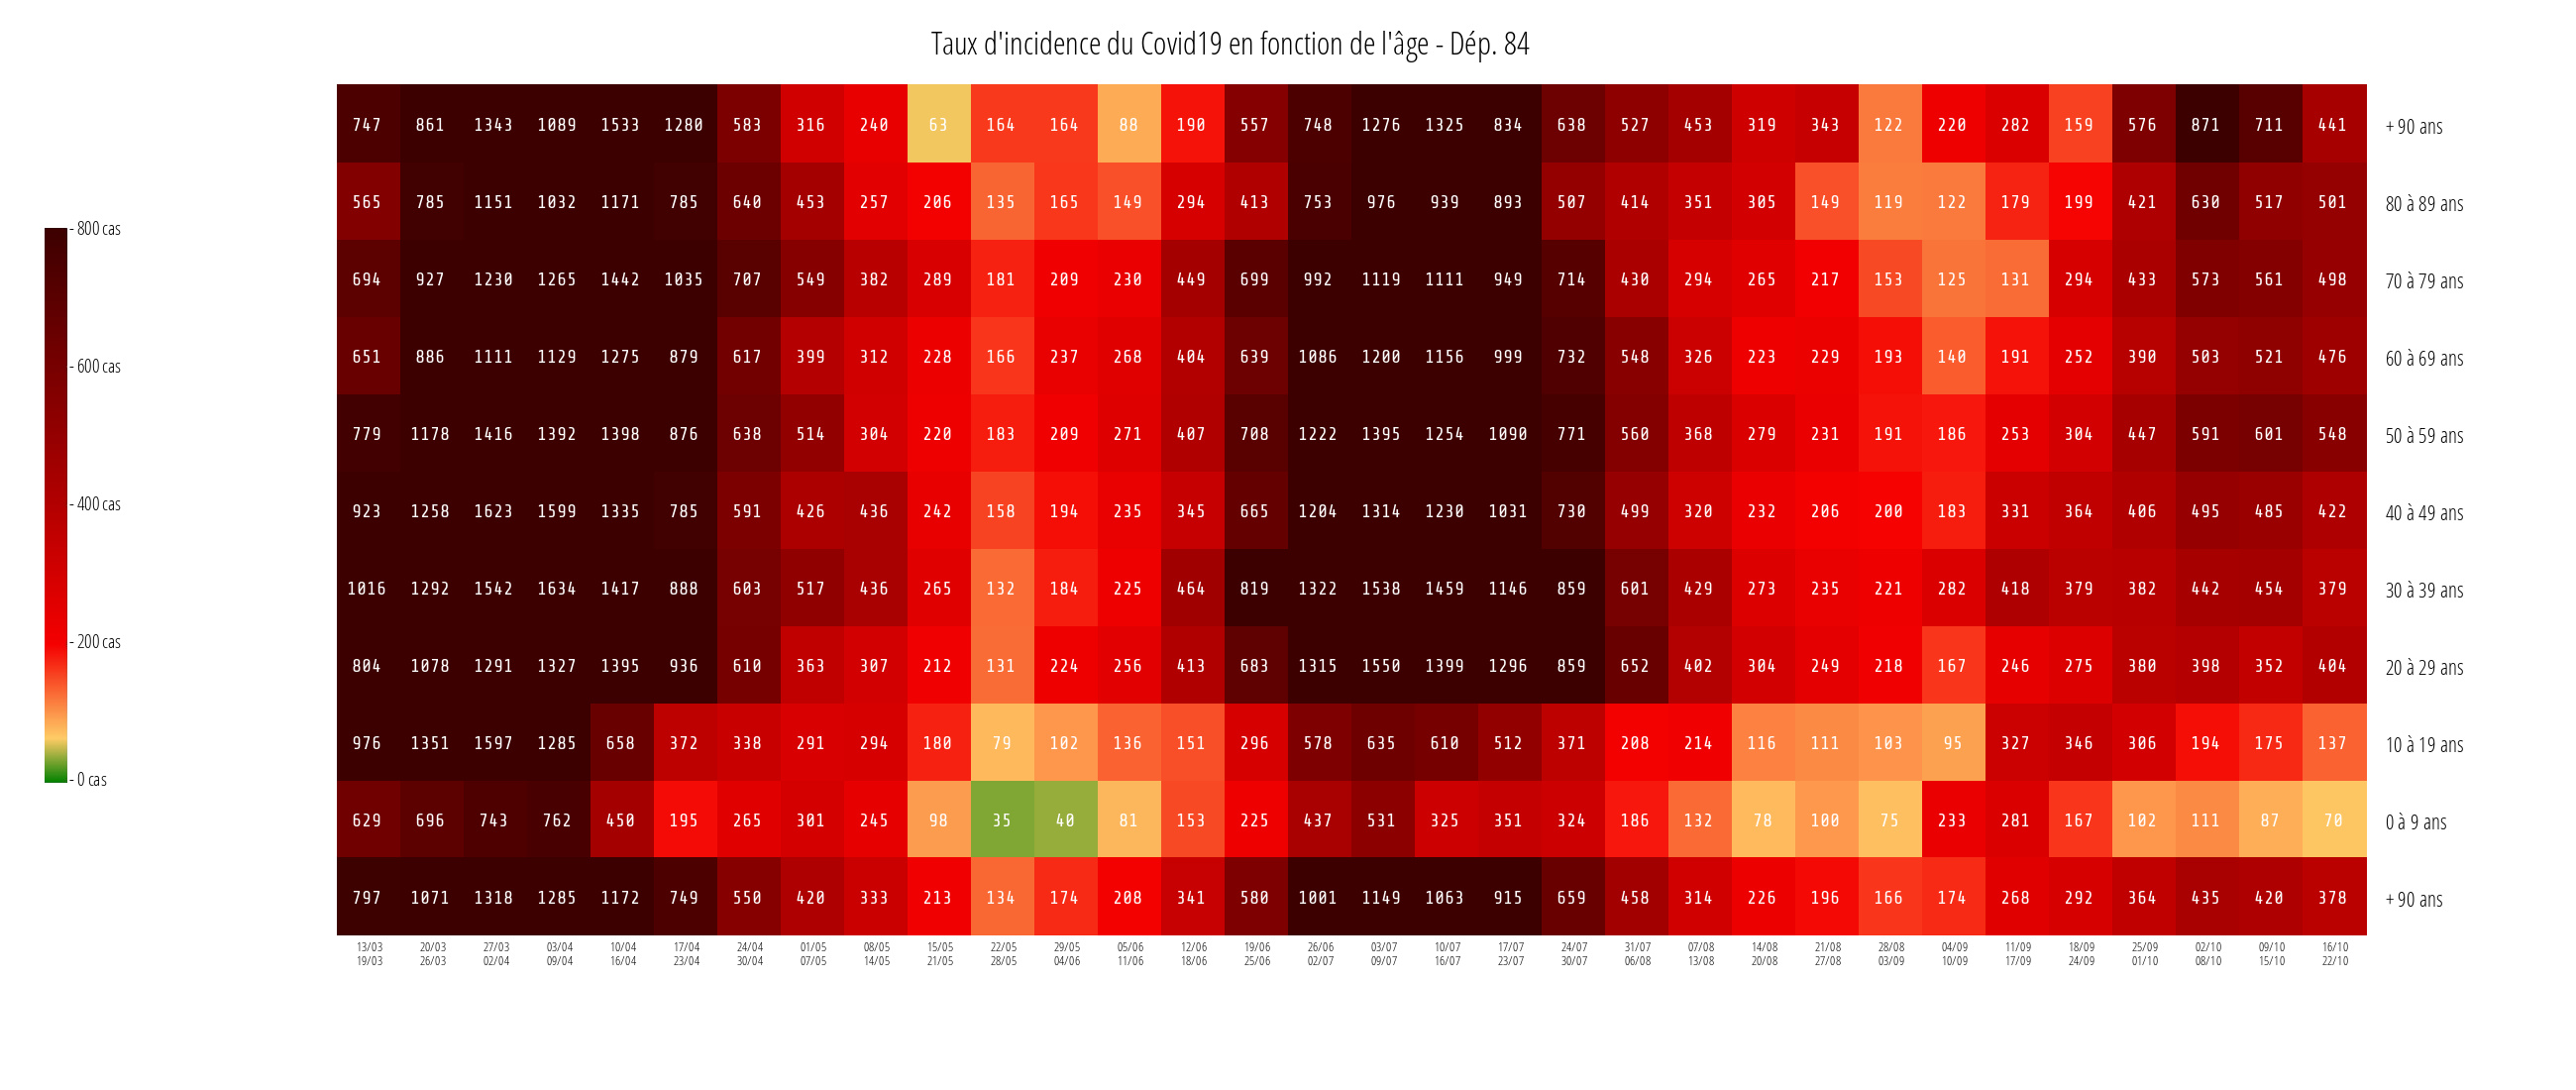 Taux d'incidence du Covid19 en fonction de l'âge - Dép. 84
747 861 1343 1089 1533 1280 583 316 240 63 164 164 88 190 557 748 1276 1325 834 638 527 453 319 343 122 220 282 159 576 871 711 441 + 90 ans
565 785 1151 1032 1171 785 640 453 257 206 135 165 149 294 413 753 976 939 893 507 414 351 305 149 119 122 179 199 421 630 517 501 80 à 89 ans
- 800 cas
694 927 1230 1265 1442 1035 707 549 382 289 181 209 230 449 699 992 1119 1111 949 714 430 294 265 217 153 125 131 294 433 573 561 498 70 à 79 ans
651 886 1111 1129 1275 879 617 399 312 228 166 237 268 404 639 1086 1200 1156 999 732 548 326 223 229 193 140 191 252 390 503 521 476 60 à 69 ans
- 600 cas
779 1178 1416 1392 1398 876 638 514 304 220 183 209 271 407 708 1222 1395 1254 1090 771 560 368 279 231 191 186 253 304 447 591 601 548 50 à 59 ans
- 400 cas
923 1258 1623 1599 1335 785 591 426 436 242 158 194 235 345 665 1204 1314 1230 1031 730 499 320 232 206 200 183 331 364 406 495 485 422 40 à 49 ans
1016 1292 1542 1634 1417 888 603 517 436 265 132 184 225 464 819 1322 1538 1459 1146 859 601 429 273 235 221 282 418 379 382 442 454 379 30 à 39 ans
- 200 cas
804 1078 1291 1327 1395 936 610 363 307 212 131 224 256 413 683 1315 1550 1399 1296 859 652 402 304 249 218 167 246 275 380 398 352 404 20 à 29 ans
976 1351 1597 1285 658 372 338 291 294 180 79 102 136 151 296 578 635 610 512 371 208 214 116 111 103 95 327 346 306 194 175 137 10 à 19 ans
- 0 cas
629 696 743 762 450 195 265 301 245 98 35 40 81 153 225 437 531 325 351 324 186 132 78 100 75 233 281 167 102 111 87 70 0 à 9 ans
797 1071 1318 1285 1172 749 550 420 333 213 134 174 208 341 580 1001 1149 1063 915 659 458 314 226 196 166 174 268 292 364 435 420 378 + 90 ans
13/03 20/03 27/03 03/04 10/04 17/04 24/04 01/05 08/05 15/05 22/05 29/05 05/06 12/06 19/06 26/06 03/07 10/07 17/07 24/07 31/07 07/08 14/08 21/08 28/08 04/09 11/09 18/09 25/09 02/10 09/10 16/10
19/03 26/03 02/04 09/04 16/04 23/04 30/04 07/05 14/05 21/05 28/05 04/06 11/06 18/06 25/06 02/07 09/07 16/07 23/07 30/07 06/08 13/08 20/08 27/08 03/09 10/09 17/09 24/09 01/10 08/10 15/10 22/10